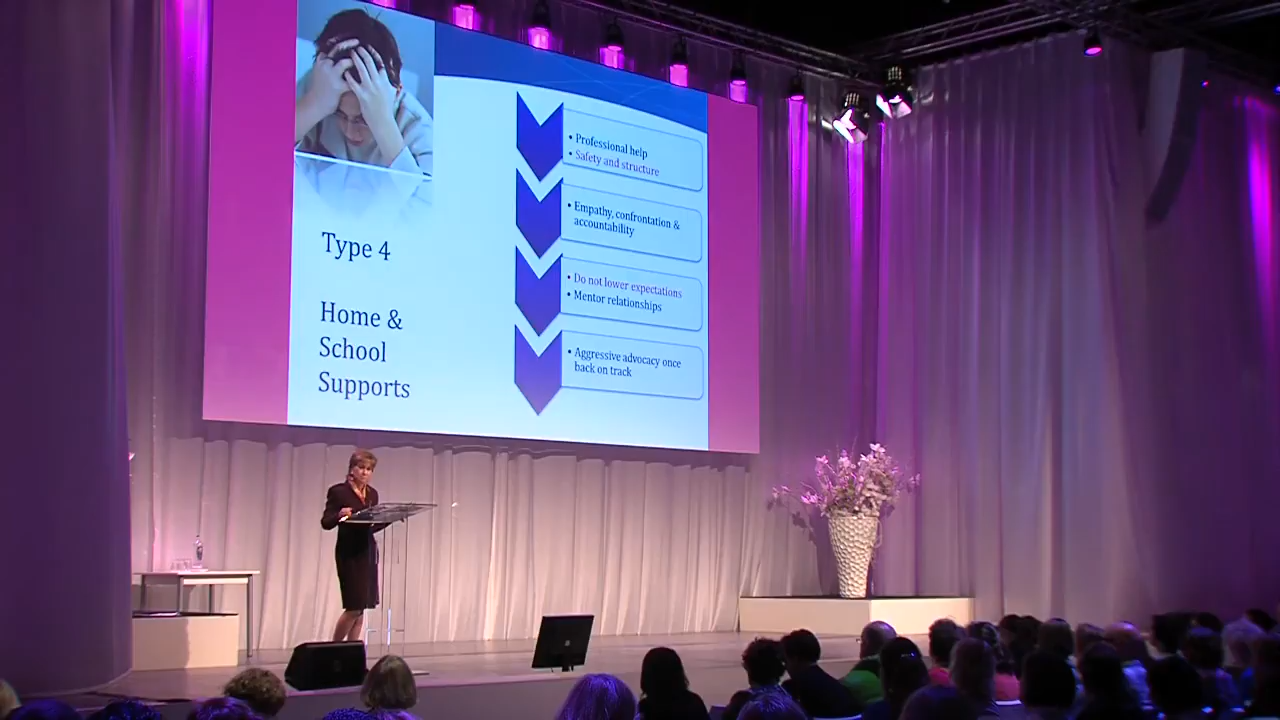 Type 4
Home &
School
Supports
• Professional help
• Safety and structure
• Empathy, confrontation &
accountability
• Do not lower expectations
• Mentor relationships
• Aggressive advocacy once
back on track